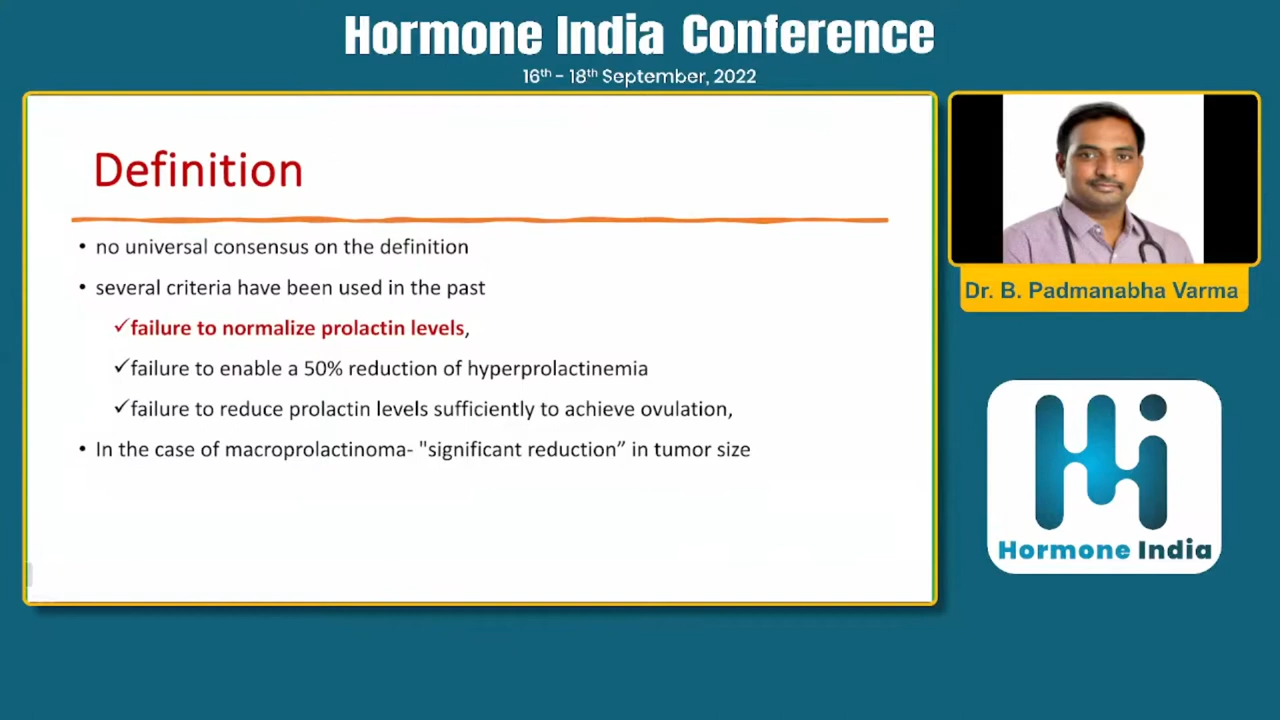 Hormone India Conference
16th - 18th September, 2022
Definition
• no universal consensus on the definition
• several criteria have been used in the past
✓failure to normalize prolactin levels,
✓failure to enable a 50% reduction of hyperprolactinemia
✓failure to reduce prolactin levels sufficiently to achieve ovulation,
• In the case of macroprolactinoma- "significant reduction” in tumor size
Dr. B. Padmanabha Varma
Hormone India